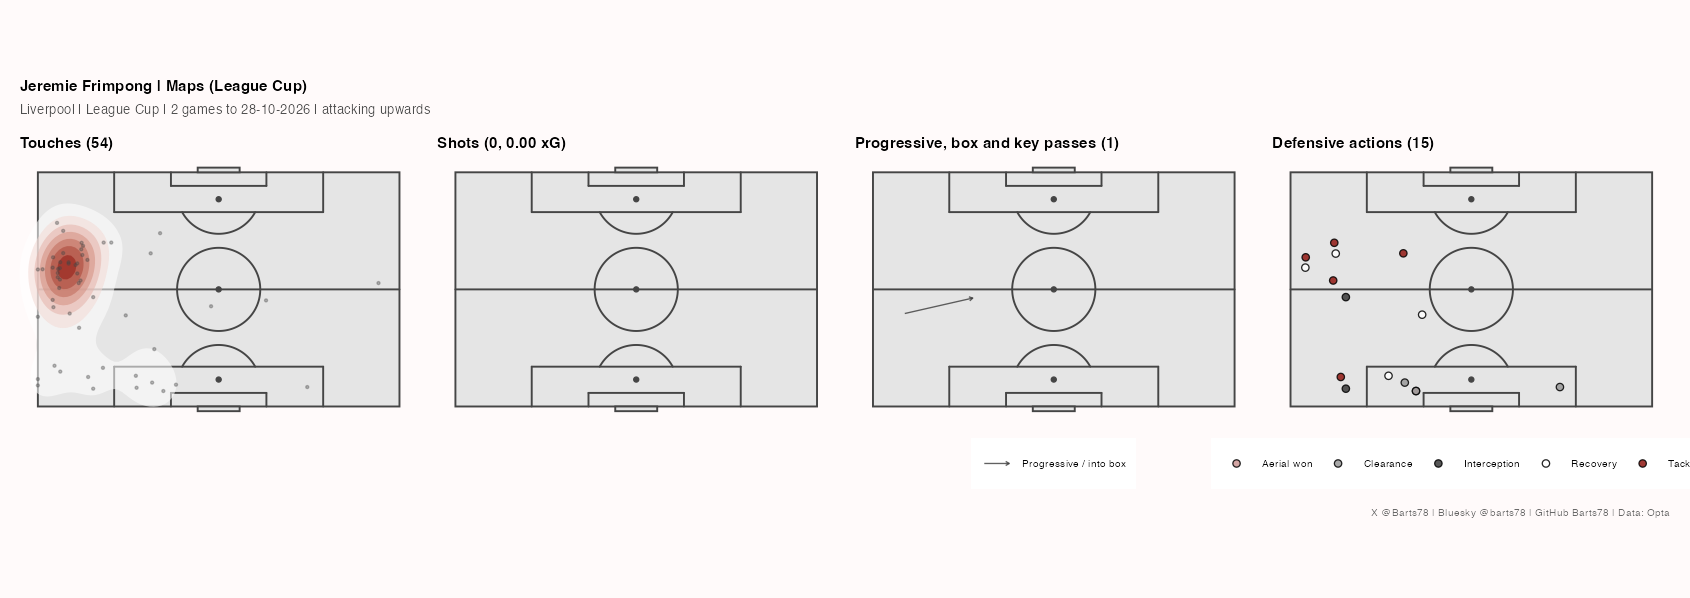 Jeremie Frimpong | Maps (League Cup)
Liverpool | League Cup | 2 games to 28-10-2026 | attacking upwards
Touches (54)
Shots (0, 0.00 xG)
Progressive, box and key passes (1)
Defensive actions (15)
Progressive / into box
Aerial won
Clearance
Interception
Recovery
Tack
X @Barts78 | Bluesky @barts78 | GitHub Barts78 | Data: Opta